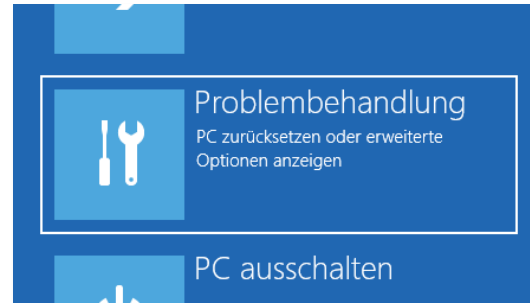 Problembehandlung
PC zurücksetzen oder erweiterte
Optionen anzeigen
PC ausschalten